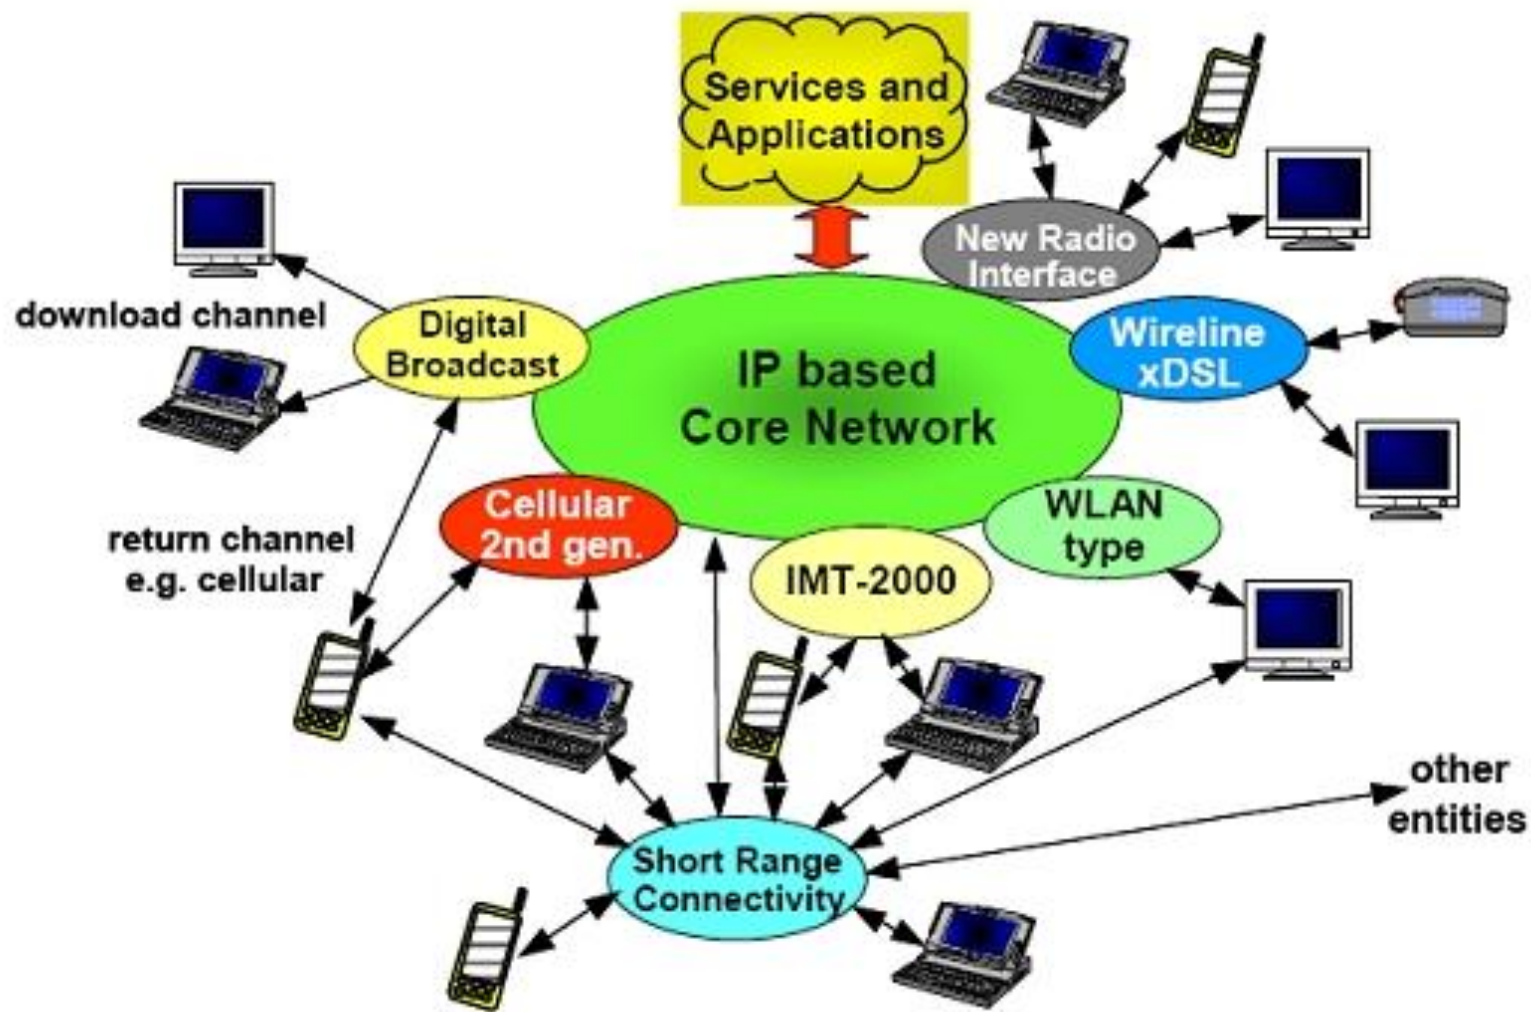 Services and
Applications
New Radio
Interface
download channel
Digital
Broadcast
IP based
Core Network
Wireline
xDSL
return channel
e.g. cellular
Cellular
2nd gen.
IMT-2000
WLAN
type
other
entities
Short Range
Connectivity